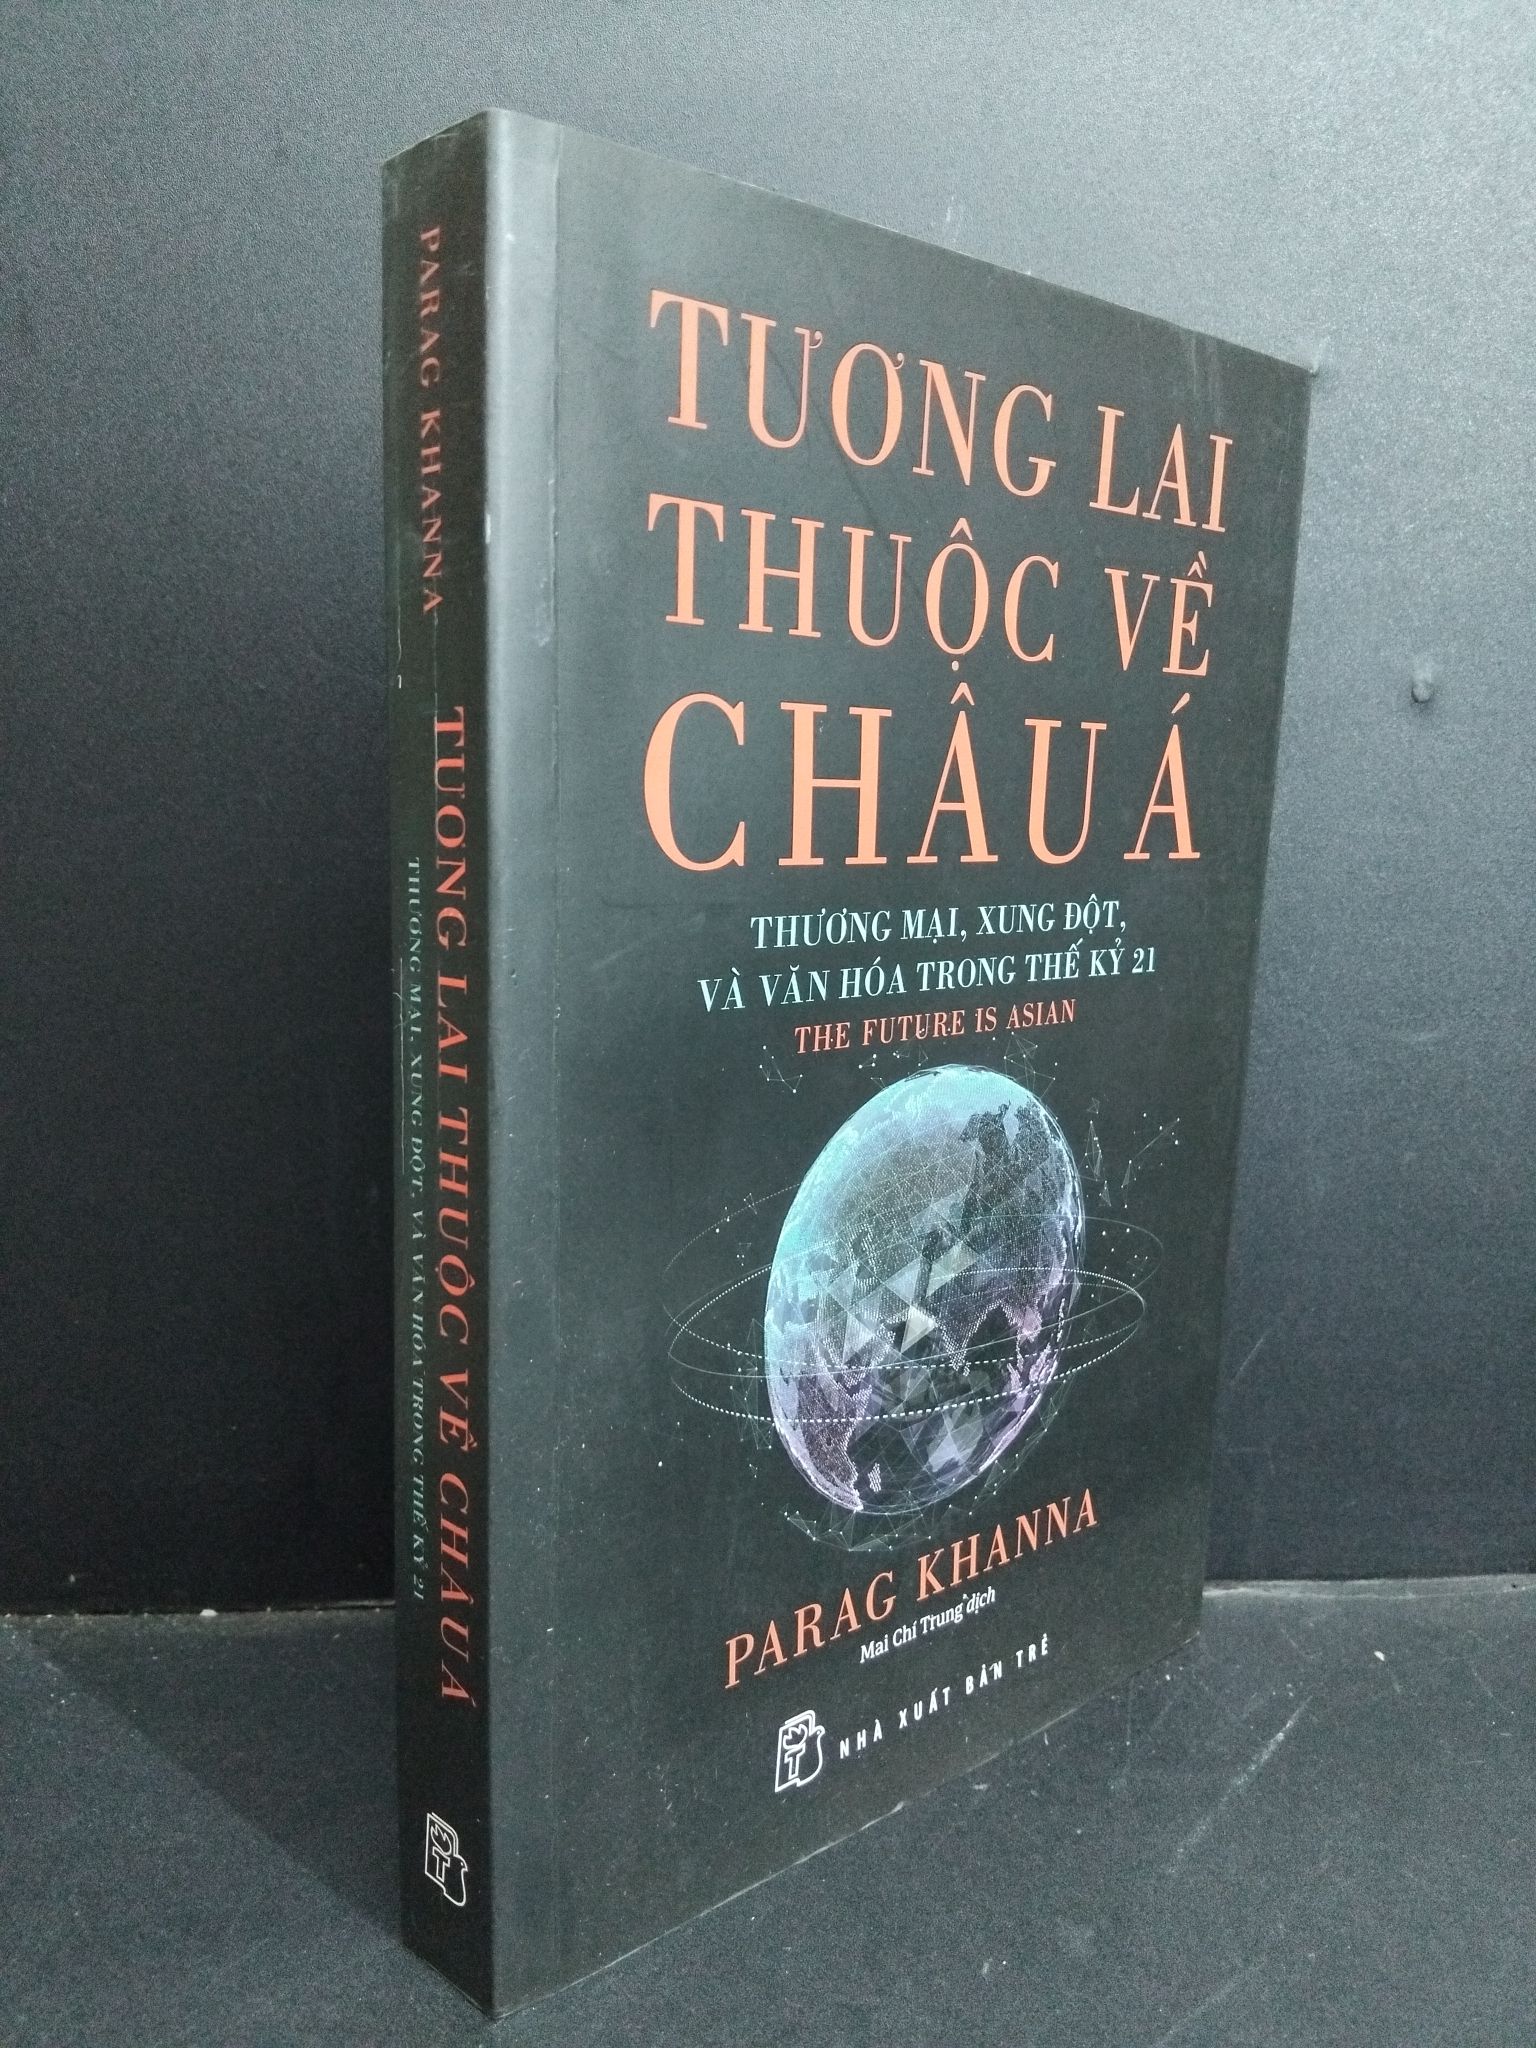 PARAG KHANNA
TƯƠNG LAI THUỘC VỀ CHÂU Á
THƯƠNG MẠI, XUNG ĐỘT, VÀ VĂN HÓA TRONG THẾ KỶ 21
TƯƠNG LAI
THUỘC VỀ
CHÂU Á
THƯƠNG MẠI, XUNG ĐỘT,
VÀ VĂN HÓA TRONG THẾ KỶ 21
THE FUTURE IS ASIAN
PARAG KHANNA
Mai Chí Trung dịch
NHÀ XUẤT BẢN TRẺ